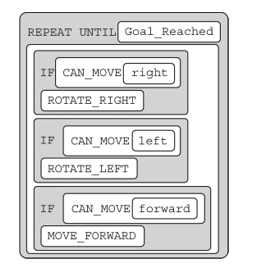 REPEAT UNTIL Goal_Reached
IF CAN_MOVE right
ROTATE_RIGHT
IF CAN_MOVE left
ROTATE_LEFT
IF CAN_MOVE forward
MOVE_FORWARD